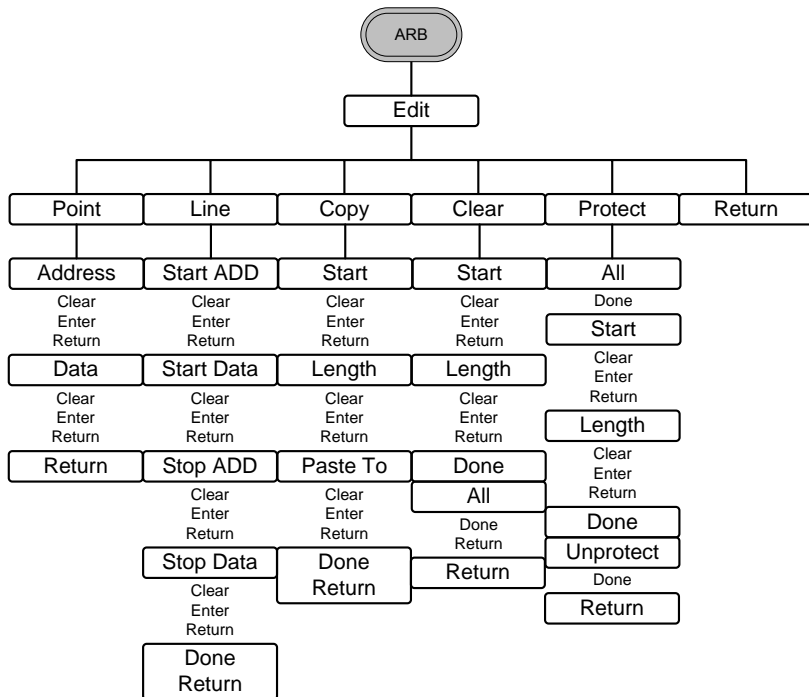 ARB
Edit
Point
Line
Copy
Clear
Protect
Return
Address
Clear
Enter
Return
Data
Clear
Enter
Return
Return
Start ADD
Clear
Enter
Return
Start Data
Clear
Enter
Return
Stop ADD
Clear
Enter
Return
Stop Data
Clear
Enter
Return
Done
Return
Start
Clear
Enter
Return
Length
Clear
Enter
Return
Paste To
Clear
Enter
Return
Done
Return
Start
Clear
Enter
Return
Length
Clear
Enter
Return
Done
All
Done
Return
Return
All
Done
Start
Clear
Enter
Return
Length
Clear
Enter
Return
Done
Unprotect
Done
Return